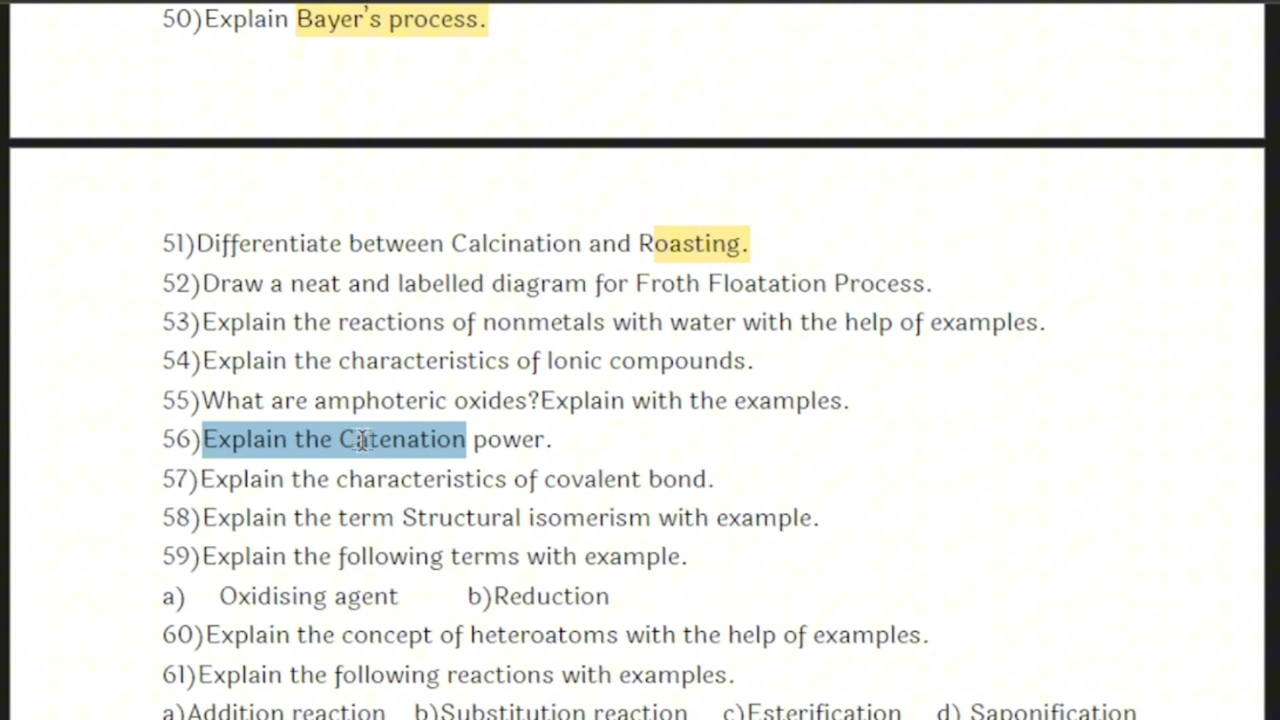 50)Explain Bayer's process.
51)Differentiate between Calcination and Roasting.
52)Draw a neat and labelled diagram for Froth Floatation Process.
53)Explain the reactions of nonmetals with water with the help of examples.
54)Explain the characteristics of Ionic compounds.
55)What are amphoteric oxides?Explain with the examples.
56)Explain the Catenation power.
57)Explain the characteristics of covalent bond.
58)Explain the term Structural isomerism with example.
59)Explain the following terms with example.
a) Oxidising agent b)Reduction
60)Explain the concept of heteroatoms with the help of examples.
61)Explain the following reactions with examples.
a)Addition reaction b)Substitution reaction c)Esterification d) Saponification